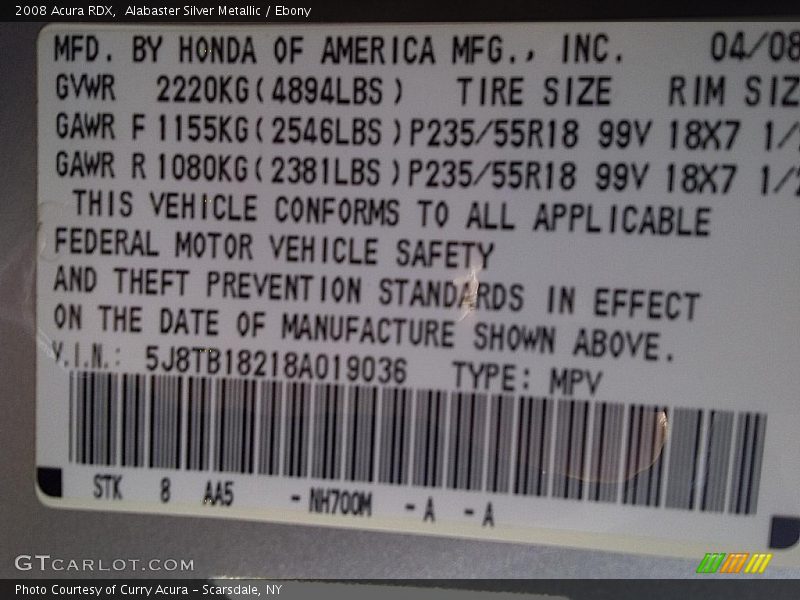 2008 Acura RDX,  Alabaster Silver Metallic / Ebony
MFD. BY HONDA OF AMERICA MFG., INC. 04/08
GVWR 2220KG(4894LBS) TIRE SIZE RIM SIZ
GAWR F 1155KG(2546LBS)P235/55R18 99V 18X7 1/
GAWR R 1080KG(2381LBS)P235/55R18 99V 18X7 1/2
THIS VEHICLE CONFORMS TO ALL APPLICABLE
FEDERAL MOTOR VEHICLE SAFETY
AND THEFT PREVENTION STANDARDS IN EFFECT
ON THE DATE OF MANUFACTURE SHOWN ABOVE.
V.I.N.: 5J8TB18218A019036 TYPE: MPV
STK 8 AA5 -NH700M -A -A
GTCARLOT.COM
Photo Courtesy of Curry Acura - Scarsdale, NY